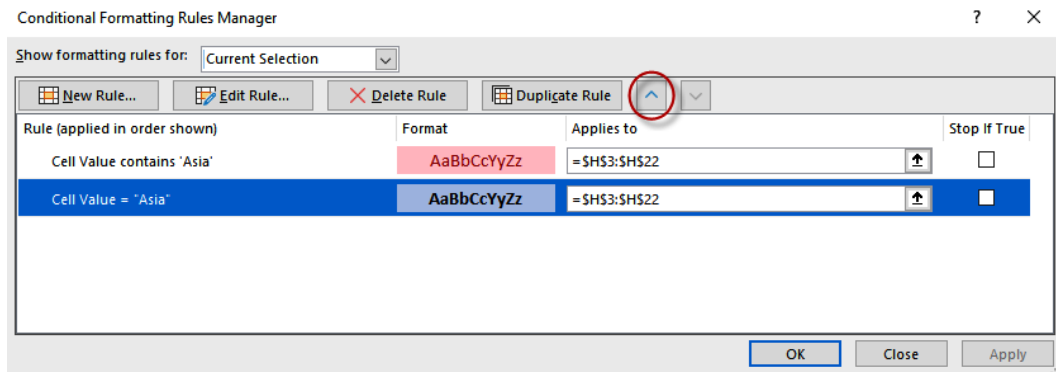 Conditional Formatting Rules Manager ? X
Show formatting rules for: Current Selection
New Rule... Edit Rule... Delete Rule Duplicate Rule
Rule (applied in order shown) Format Applies to Stop If True
Cell Value contains 'Asia' AaBbCcYyZz =$H$3:$H$22
Cell Value = "Asia" AaBbCcYyZz =$H$3:$H$22
OK Close Apply